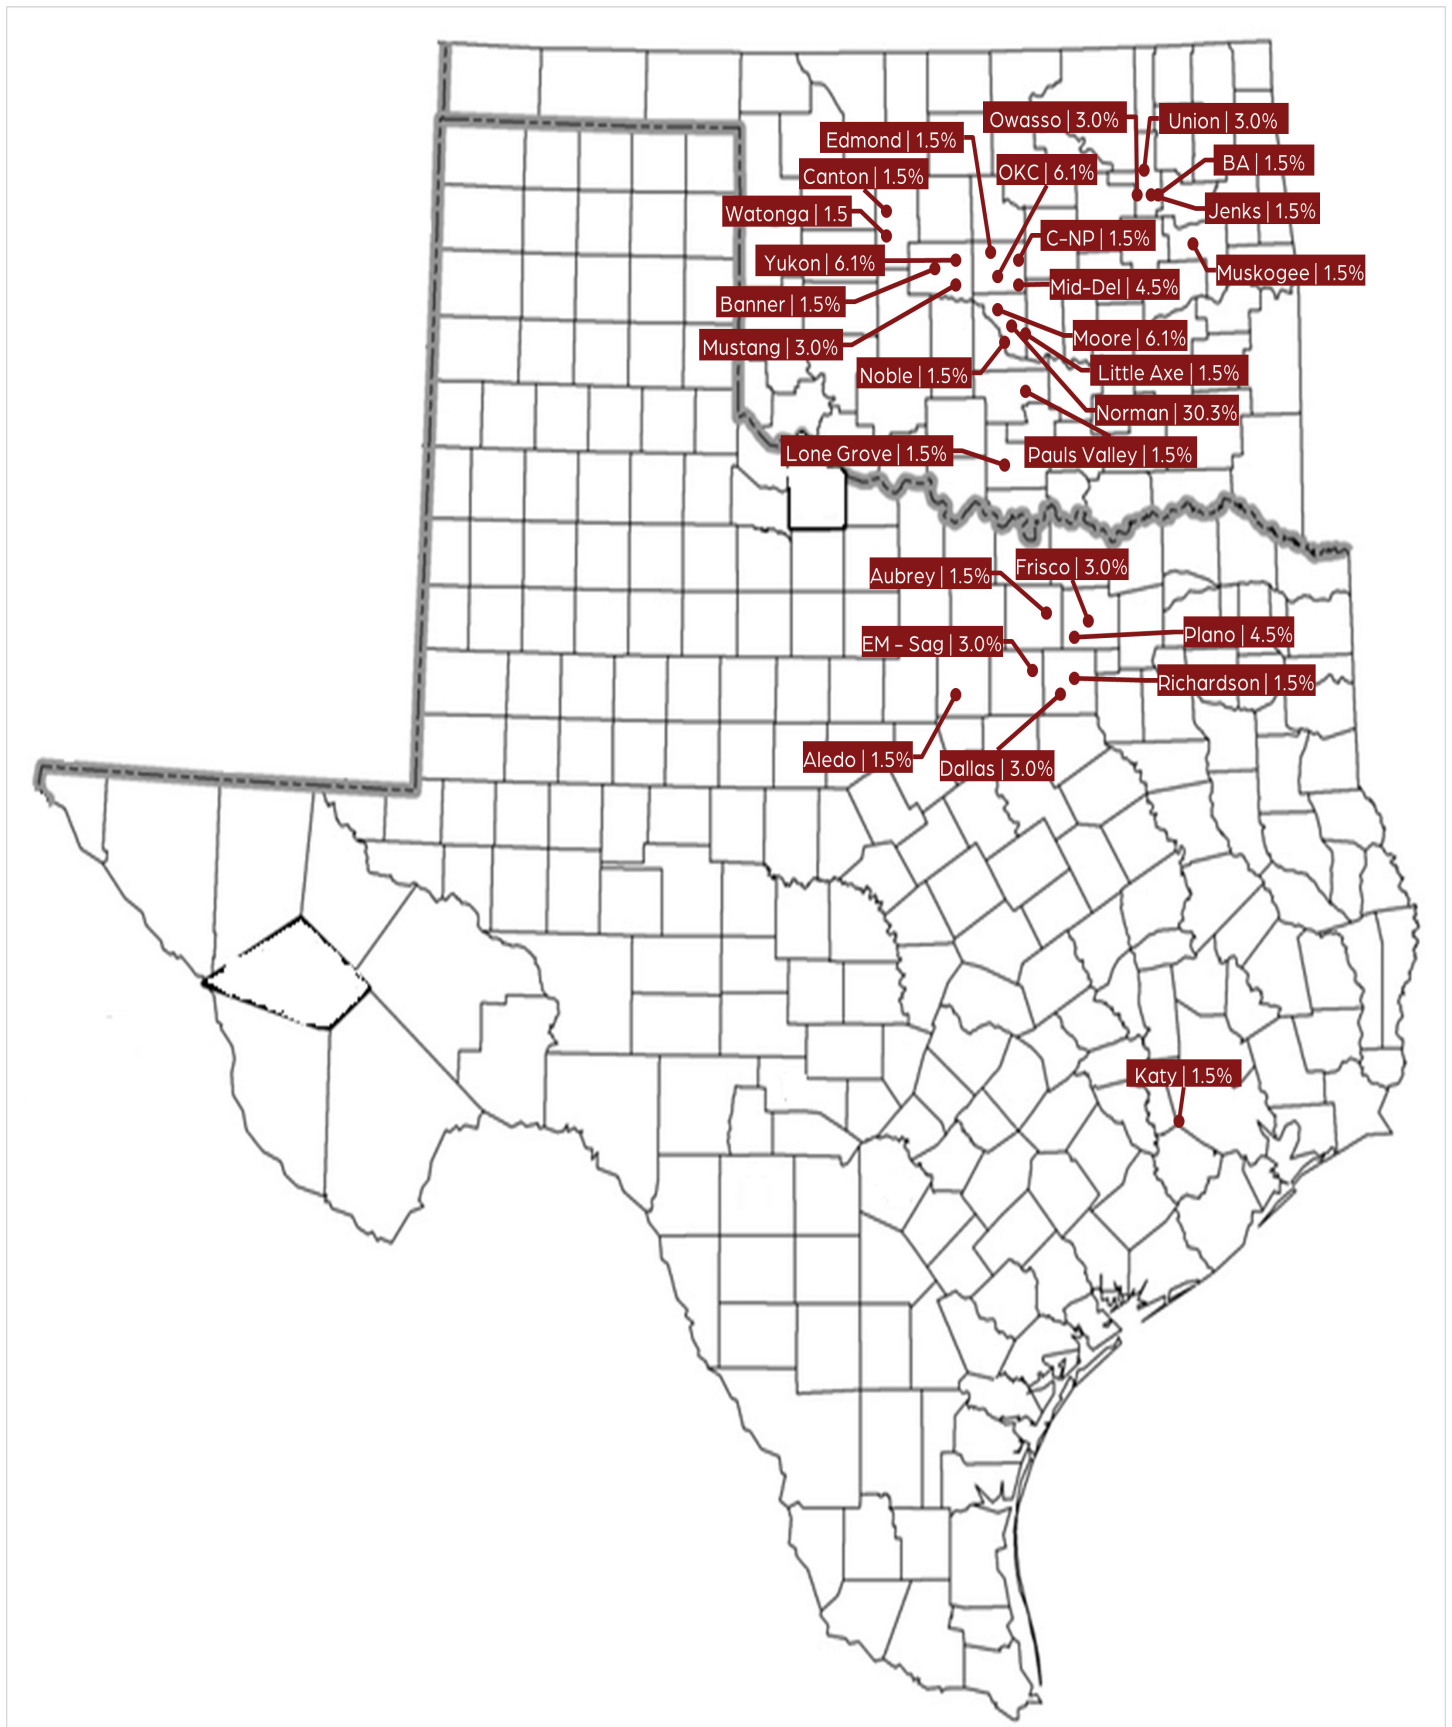 Owasso | 3.0%
Union | 3.0%
Edmond | 1.5%
BA | 1.5%
OKC | 6.1%
Canton | 1.5%
Jenks | 1.5%
Watonga | 1.5
C-NP | 1.5%
Yukon | 6.1%
Muskogee | 1.5%
Mid-Del | 4.5%
Banner | 1.5%
Moore | 6.1%
Mustang | 3.0%
Little Axe | 1.5%
Noble | 1.5%
Norman | 30.3%
Lone Grove | 1.5%
Pauls Valley | 1.5%
Frisco | 3.0%
Aubrey | 1.5%
Plano | 4.5%
EM - Sag | 3.0%
Richardson | 1.5%
Aledo | 1.5%
Dallas | 3.0%
Katy | 1.5%